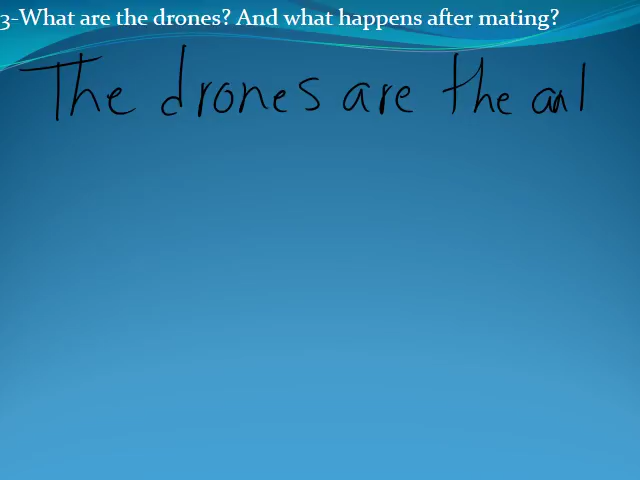 3-What are the drones? And what happens after mating?
The drones are the